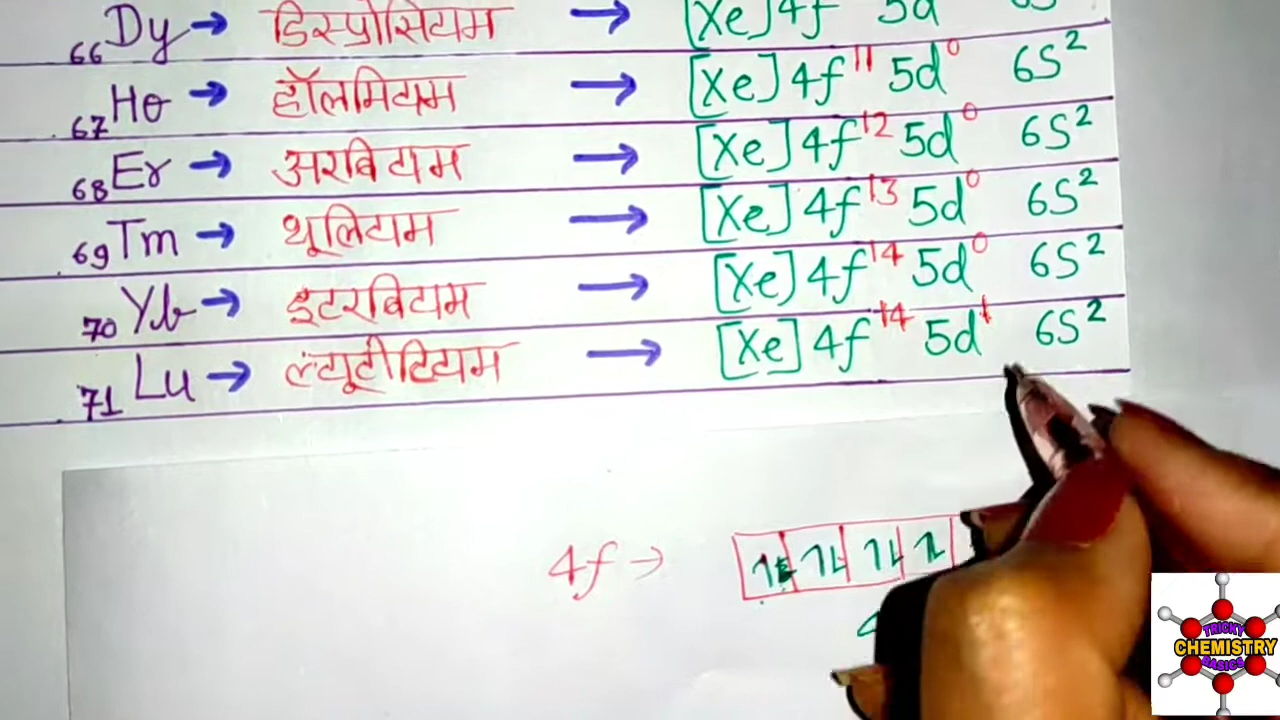 66Dy → डिस्प्रोसियम → [Xe] 4f 5d 6S
67Ho → हॉलमियम → [Xe] 4f¹¹ 5d⁰ 6S²
68Er → अरबियम → [Xe] 4f¹² 5d⁰ 6S²
69Tm → थूलियम → [Xe] 4f¹³ 5d⁰ 6S²
70Yb → इटरबियम → [Xe] 4f¹⁴ 5d⁰ 6S²
71Lu → ल्यूटीटियम → [Xe] 4f¹⁴ 5d¹ 6S²
4f →
TRICKY
CHEMISTRY
BASICS